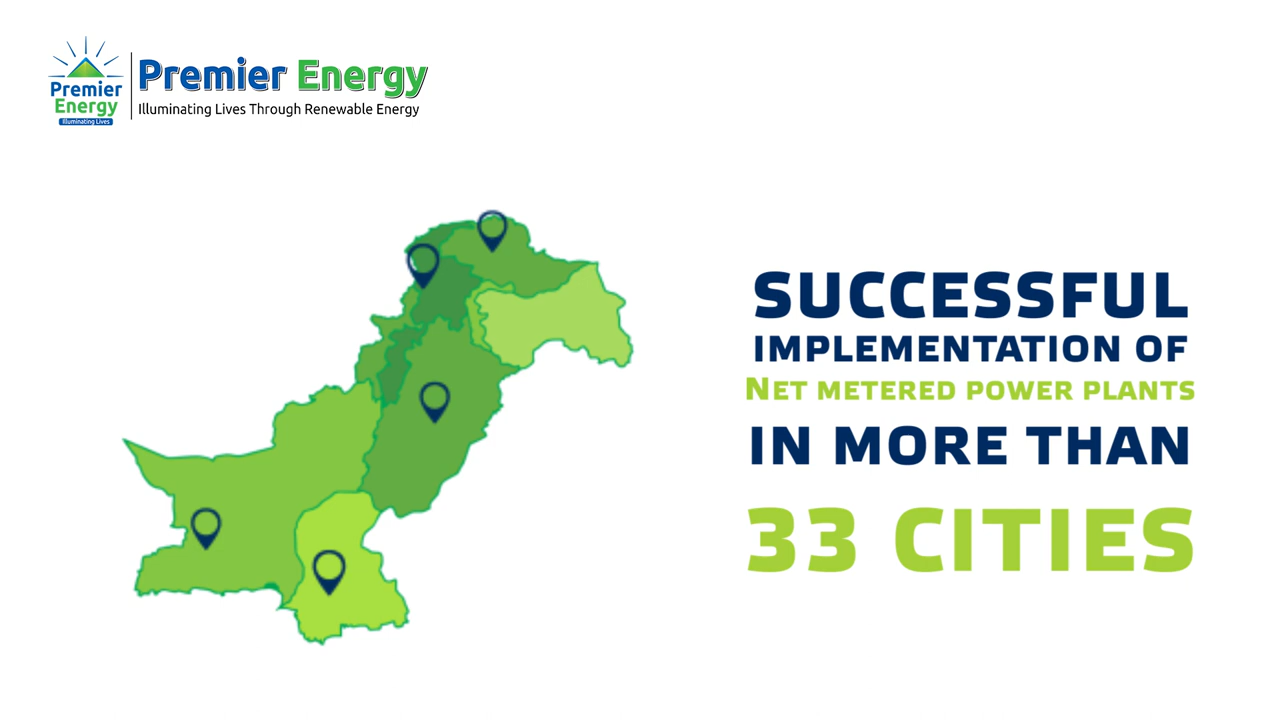 Premier
Energy
Illuminating Lives
Premier Energy
Illuminating Lives Through Renewable Energy
SUCCESSFUL
IMPLEMENTATION OF
NET METERED POWER PLANTS
IN MORE THAN
33 CITIES